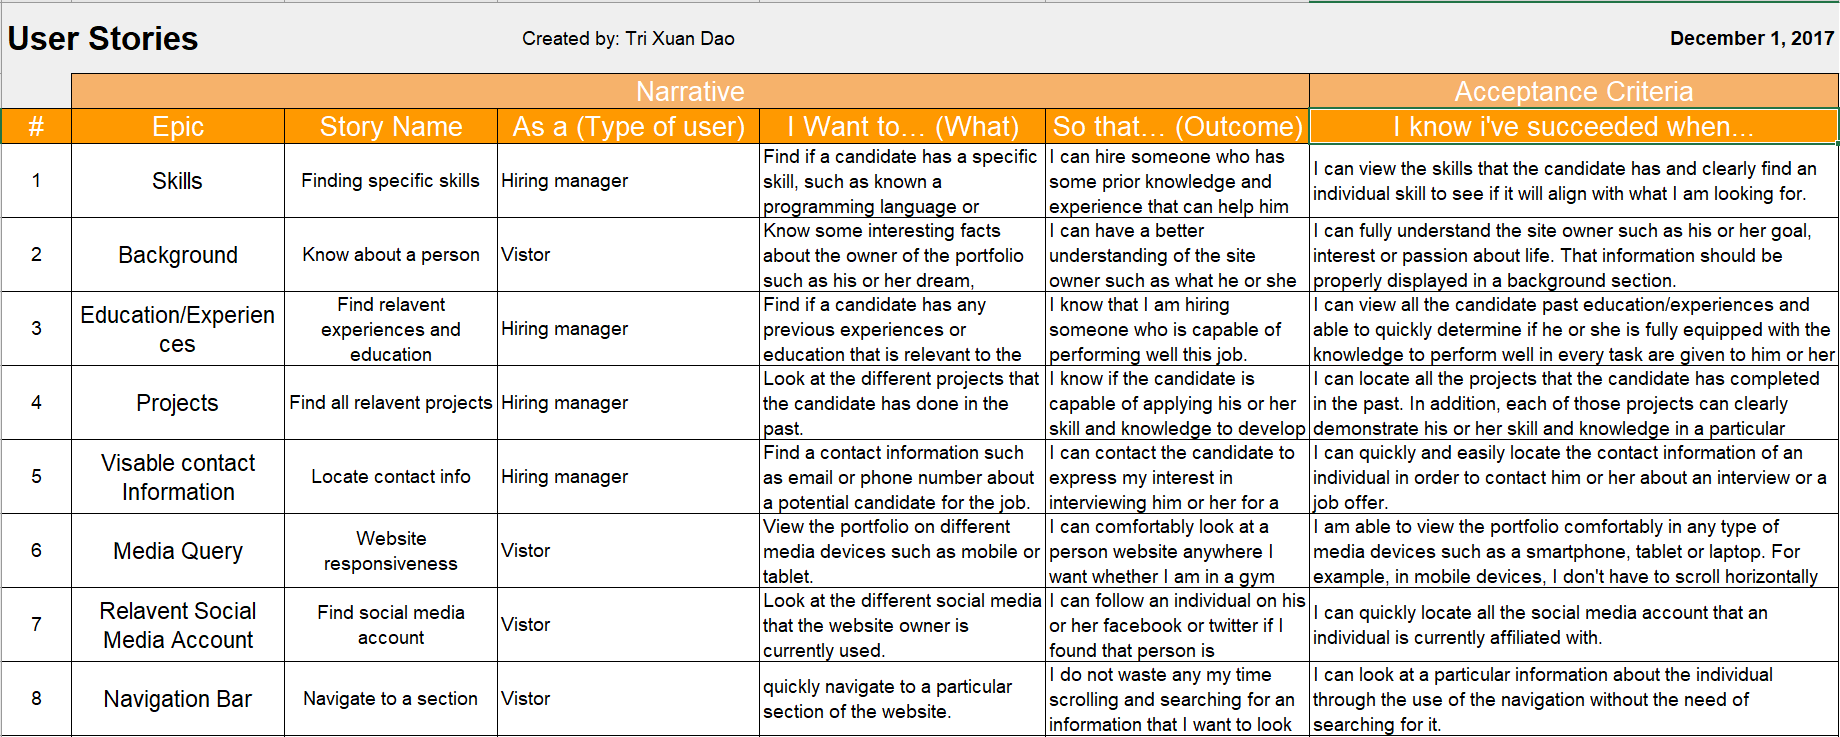 User Stories
Created by: Tri Xuan Dao
December 1, 2017
Narrative
Acceptance Criteria
#
Epic
Story Name
As a (Type of user)
I Want to... (What)
So that... (Outcome)
I know i've succeeded when...
1
Skills
Finding specific skills
Hiring manager
Find if a candidate has a specific
skill, such as known a
programming language or
I can hire someone who has
some prior knowledge and
experience that can help him
I can view the skills that the candidate has and clearly find an
individual skill to see if it will align with what I am looking for.
2
Background
Know about a person
Vistor
Know some interesting facts
about the owner of the portfolio
such as his or her dream,
I can have a better
understanding of the site
owner such as what he or she
I can fully understand the site owner such as his or her goal,
interest or passion about life. That information should be
properly displayed in a background section.
3
Education/Experien
ces
Find relavent
experiences and
education
Hiring manager
Find if a candidate has any
previous experiences or
education that is relevant to the
I know that I am hiring
someone who is capable of
performing well this job.
I can view all the candidate past education/experiences and
able to quickly determine if he or she is fully equipped with the
knowledge to perform well in every task are given to him or her
4
Projects
Find all relavent projects
Hiring manager
Look at the different projects that
the candidate has done in the
past.
I know if the candidate is
capable of applying his or her
skill and knowledge to develop
I can locate all the projects that the candidate has completed
in the past. In addition, each of those projects can clearly
demonstrate his or her skill and knowledge in a particular
5
Visable contact
Information
Locate contact info
Hiring manager
Find a contact information such
as email or phone number about
a potential candidate for the job.
I can contact the candidate to
express my interest in
interviewing him or her for a
I can quickly and easily locate the contact information of an
individual in order to contact him or her about an interview or a
job offer.
6
Media Query
Website
responsiveness
Vistor
View the portfolio on different
media devices such as mobile or
tablet.
I can comfortably look at a
person website anywhere I
want whether I am in a gym
I am able to view the portfolio comfortably in any type of
media devices such as a smartphone, tablet or laptop. For
example, in mobile devices, I don't have to scroll horizontally
7
Relavent Social
Media Account
Find social media
account
Vistor
Look at the different social media
that the website owner is
currently used.
I can follow an individual on his
or her facebook or twitter if I
found that person is
I can quickly locate all the social media account that an
individual is currently affiliated with.
8
Navigation Bar
Navigate to a section
Vistor
quickly navigate to a particular
section of the website.
I do not waste any my time
scrolling and searching for an
information that I want to look
I can look at a particular information about the individual
through the use of the navigation without the need of
searching for it.